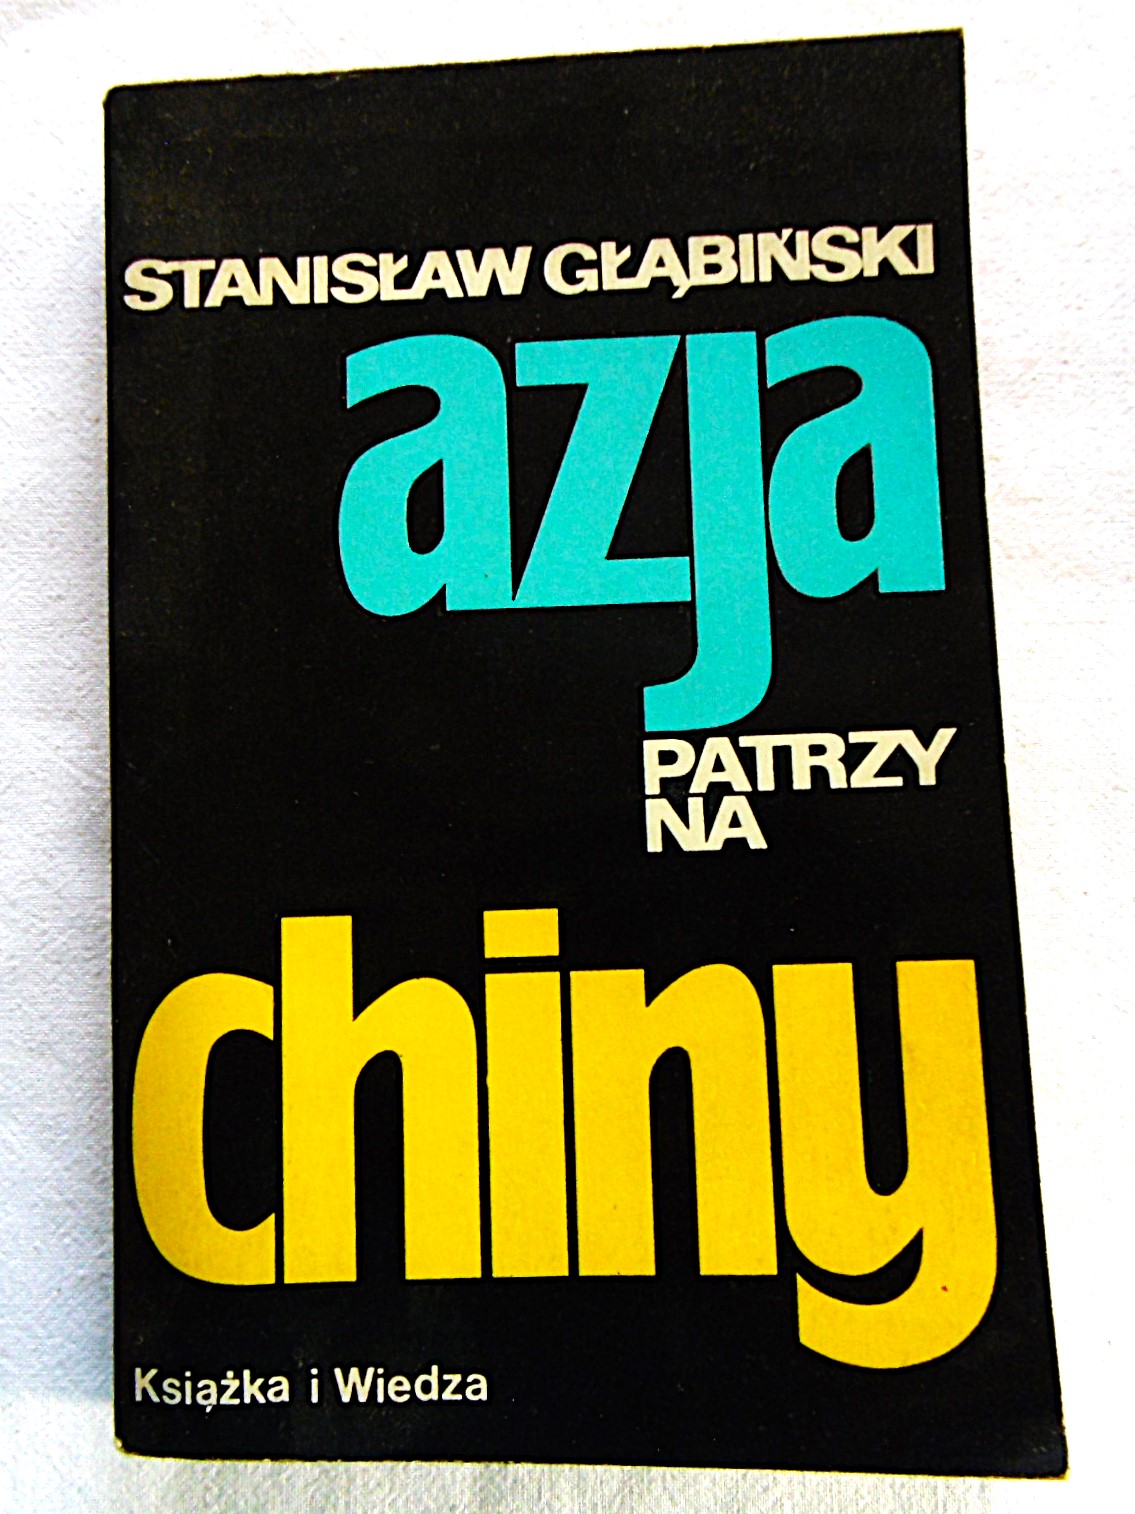 STANISŁAW GŁĄBIŃSKI
azja
PATRZY
NA
chiny
Książka i Wiedza